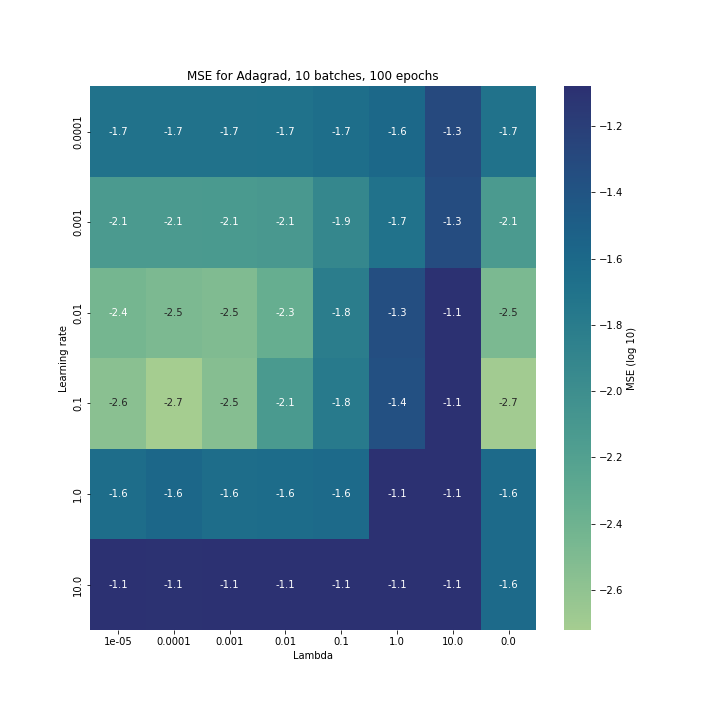 MSE for Adagrad, 10 batches, 100 epochs
0.0001 -1.7 -1.7 -1.7 -1.7 -1.7 -1.6 -1.3 -1.7
0.001 -2.1 -2.1 -2.1 -2.1 -1.9 -1.7 -1.3 -2.1
0.01 -2.4 -2.5 -2.5 -2.3 -1.8 -1.3 -1.1 -2.5
0.1 -2.6 -2.7 -2.5 -2.1 -1.8 -1.4 -1.1 -2.7
1.0 -1.6 -1.6 -1.6 -1.6 -1.6 -1.1 -1.1 -1.6
10.0 -1.1 -1.1 -1.1 -1.1 -1.1 -1.1 -1.1 -1.6
Learning rate
1e-05 0.0001 0.001 0.01 0.1 1.0 10.0 0.0
Lambda
−1.2
−1.4
−1.6
−1.8
−2.0
−2.2
−2.4
−2.6
MSE (log 10)